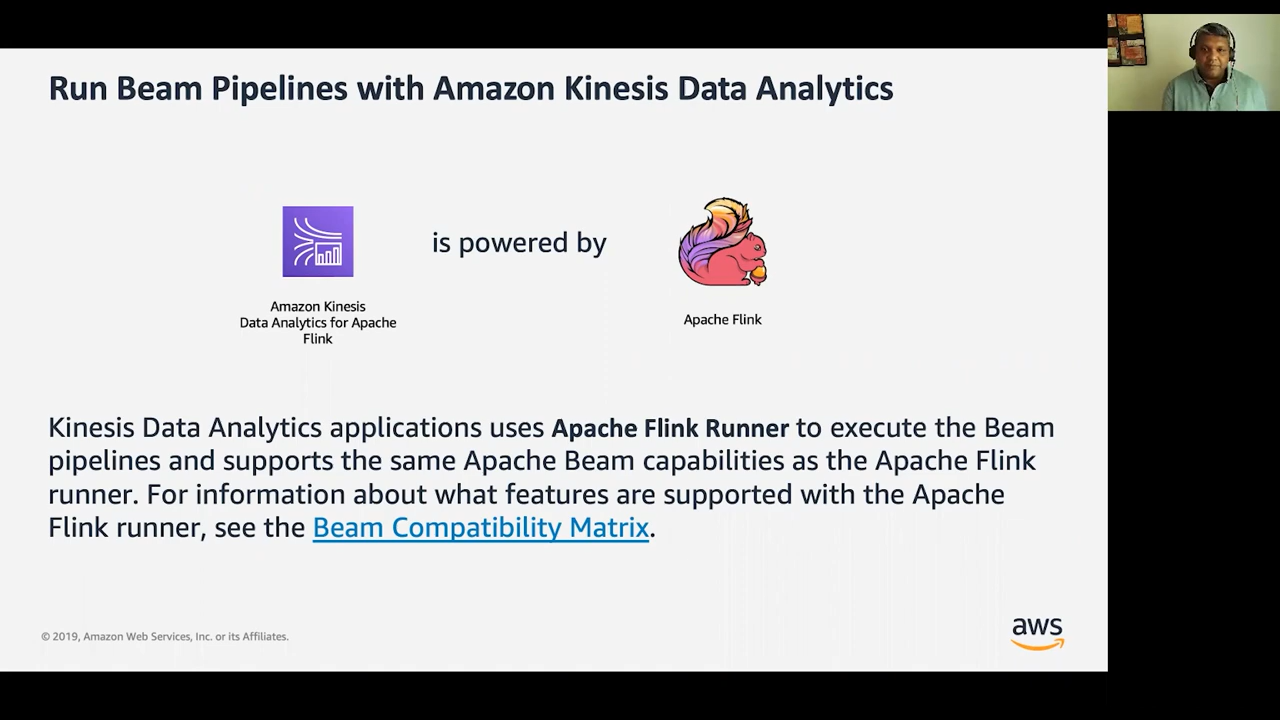 Run Beam Pipelines with Amazon Kinesis Data Analytics
is powered by
Amazon Kinesis
Data Analytics for Apache
Flink
Apache Flink
Kinesis Data Analytics applications uses Apache Flink Runner to execute the Beam
pipelines and supports the same Apache Beam capabilities as the Apache Flink
runner. For information about what features are supported with the Apache
Flink runner, see the Beam Compatibility Matrix.
© 2019, Amazon Web Services, Inc. or its Affiliates.
aws